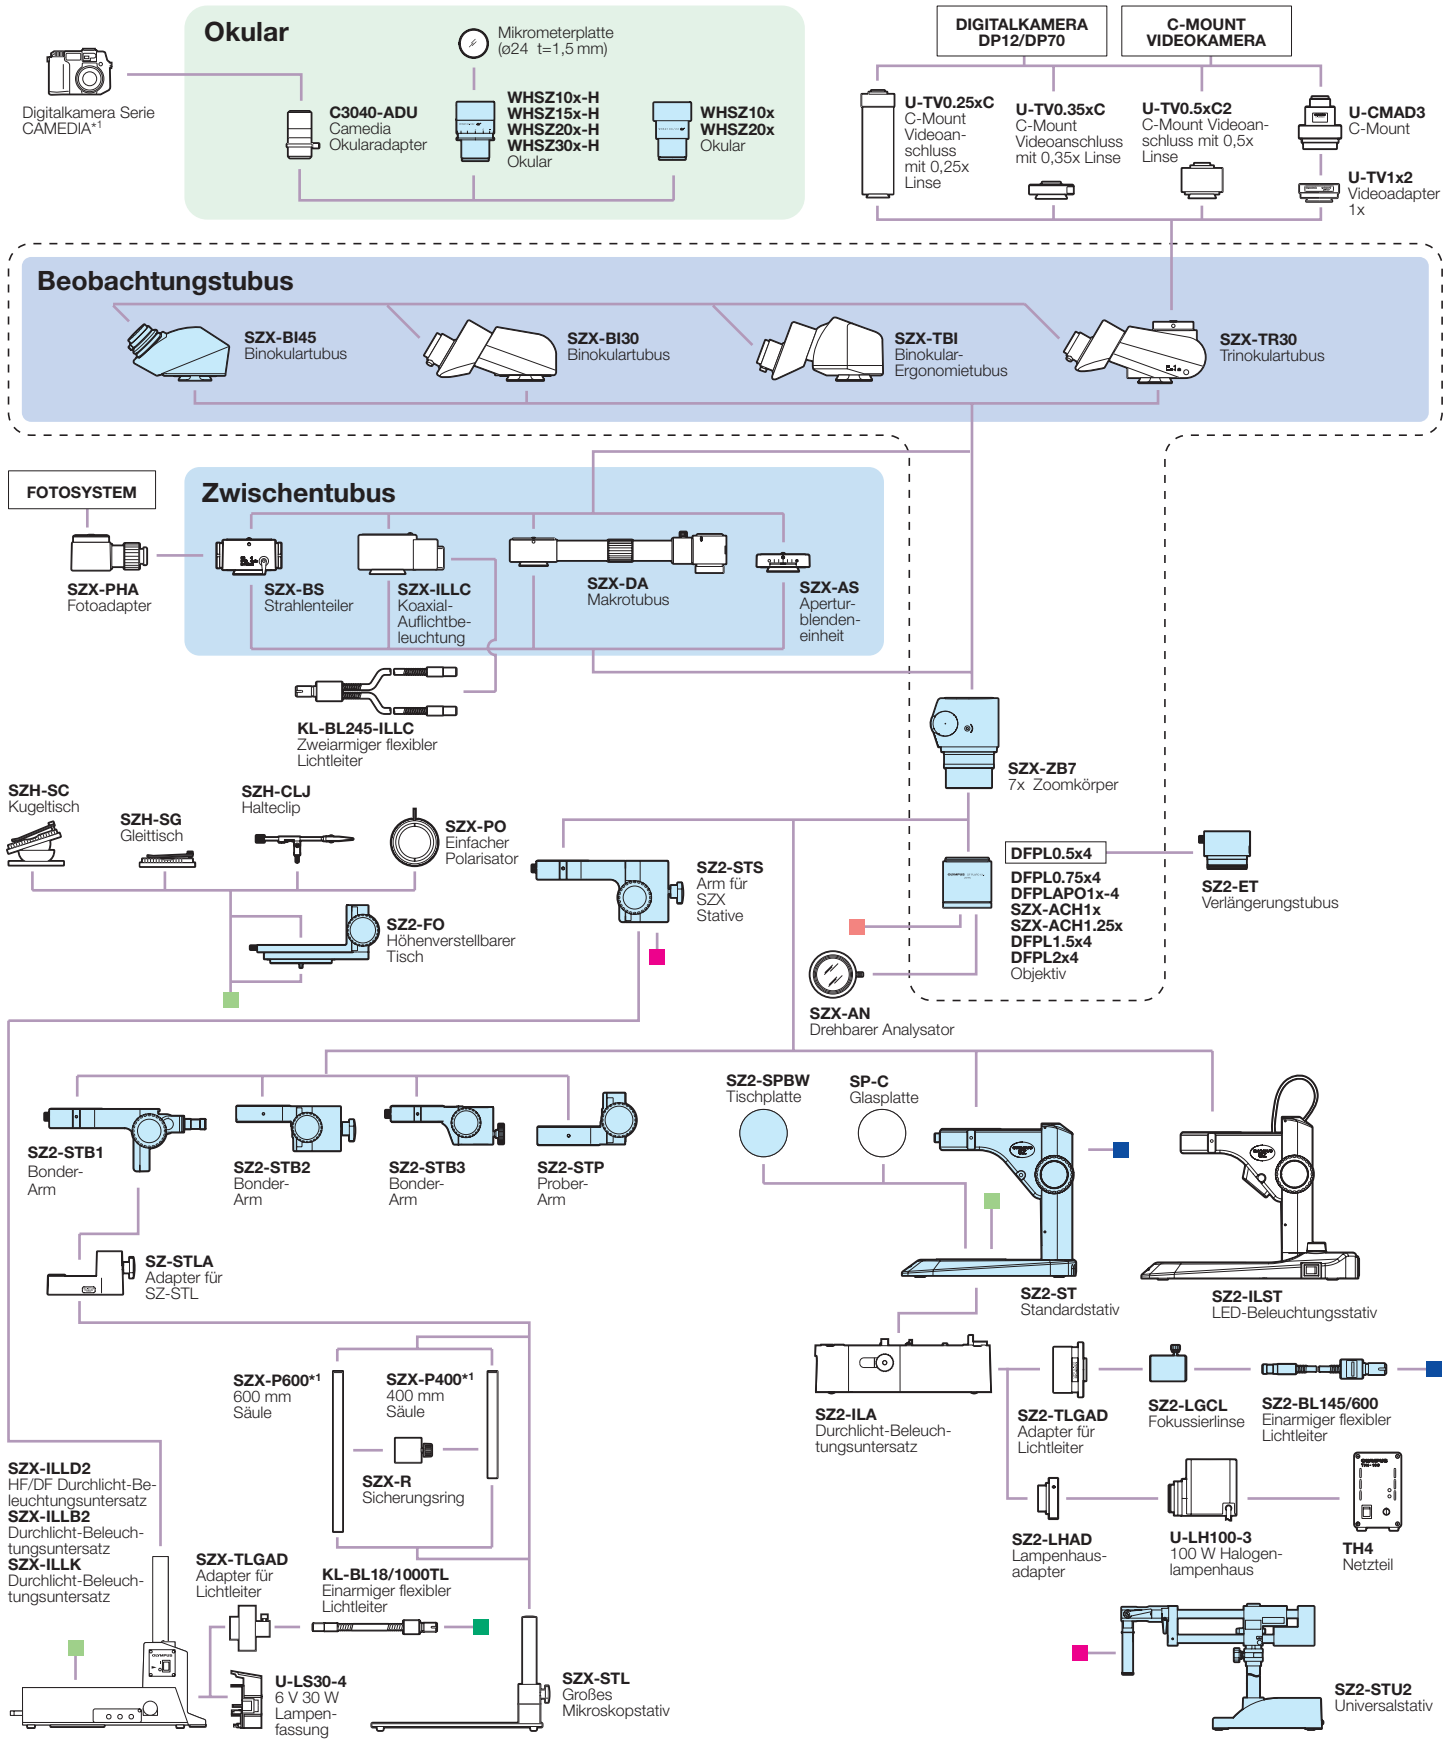 Okular
Mikrometerplatte
(ø24 t=1,5 mm)
Digitalkamera Serie
CAMEDIA*1
C3040-ADU
Camedia
Okularadapter
WHSZ10x-H
WHSZ15x-H
WHSZ20x-H
WHSZ30x-H
Okular
WHSZ10x
WHSZ20x
Okular
DIGITALKAMERA
DP12/DP70
C-MOUNT
VIDEOKAMERA
U-TV0.25xC
C-Mount
Videoan-
schluss
mit 0,25x
Linse
U-TV0.35xC
C-Mount
Videoanschluss
mit 0,35x Linse
U-TV0.5xC2
C-Mount Videoan-
schluss mit 0,5x
Linse
U-CMAD3
C-Mount
U-TV1x2
Videoadapter
1x
Beobachtungstubus
SZX-BI45
Binokulartubus
SZX-BI30
Binokulartubus
SZX-TBI
Binokular-
Ergonomietubus
SZX-TR30
Trinokulartubus
FOTOSYSTEM
SZX-PHA
Fotoadapter
Zwischentubus
SZX-BS
Strahlenteiler
SZX-ILLC
Koaxial-
Auflichtbe-
leuchtung
SZX-DA
Makrotubus
SZX-AS
Apertur-
blenden-
einheit
KL-BL245-ILLC
Zweiarmiger flexibler
Lichtleiter
SZX-ZB7
7x Zoomkörper
SZH-SC
Kugeltisch
SZH-SG
Gleittisch
SZH-CLJ
Halteclip
SZX-PO
Einfacher
Polarisator
SZ2-STS
Arm für
SZX
Stative
SZ2-FO
Höhenverstellbarer
Tisch
OLYMPUS
DFPL0.5x4
DFPL0.75x4
DFPLAPO1x-4
SZX-ACH1x
SZX-ACH1.25x
DFPL1.5x4
DFPL2x4
Objektiv
SZ2-ET
Verlängerungstubus
SZX-AN
Drehbarer Analysator
SZ2-STB1
Bonder-
Arm
SZ2-STB2
Bonder-
Arm
SZ2-STB3
Bonder-
Arm
SZ2-STP
Prober-
Arm
SZ2-SPBW
Tischplatte
SP-C
Glasplatte
SZ-STLA
Adapter für
SZ-STL
SZ2-ST
Standardstativ
SZ2-ILST
LED-Beleuchtungsstativ
SZX-P600*1
600 mm
Säule
SZX-P400*1
400 mm
Säule
SZX-R
Sicherungsring
SZ2-ILA
Durchlicht-Beleuch-
tungsuntersatz
SZ2-TLGAD
Adapter für
Lichtleiter
SZ2-LGCL
Fokussierlinse
SZ2-BL145/600
Einarmiger flexibler
Lichtleiter
SZX-ILLD2
HF/DF Durchlicht-Be-
leuchtungsuntersatz
SZX-ILLB2
Durchlicht-Beleuch-
tungsuntersatz
SZX-ILLK
Durchlicht-Beleuch-
tungsuntersatz
SZ2-LHAD
Lampenhaus-
adapter
U-LH100-3
100 W Halogen-
lampenhaus
TH4
Netzteil
SZX-TLGAD
Adapter für
Lichtleiter
KL-BL18/1000TL
Einarmiger flexibler
Lichtleiter
OLYMPUS
U-LS30-4
6 V 30 W
Lampen-
fassung
SZX-STL
Großes
Mikroskopstativ
SZ2-STU2
Universalstativ